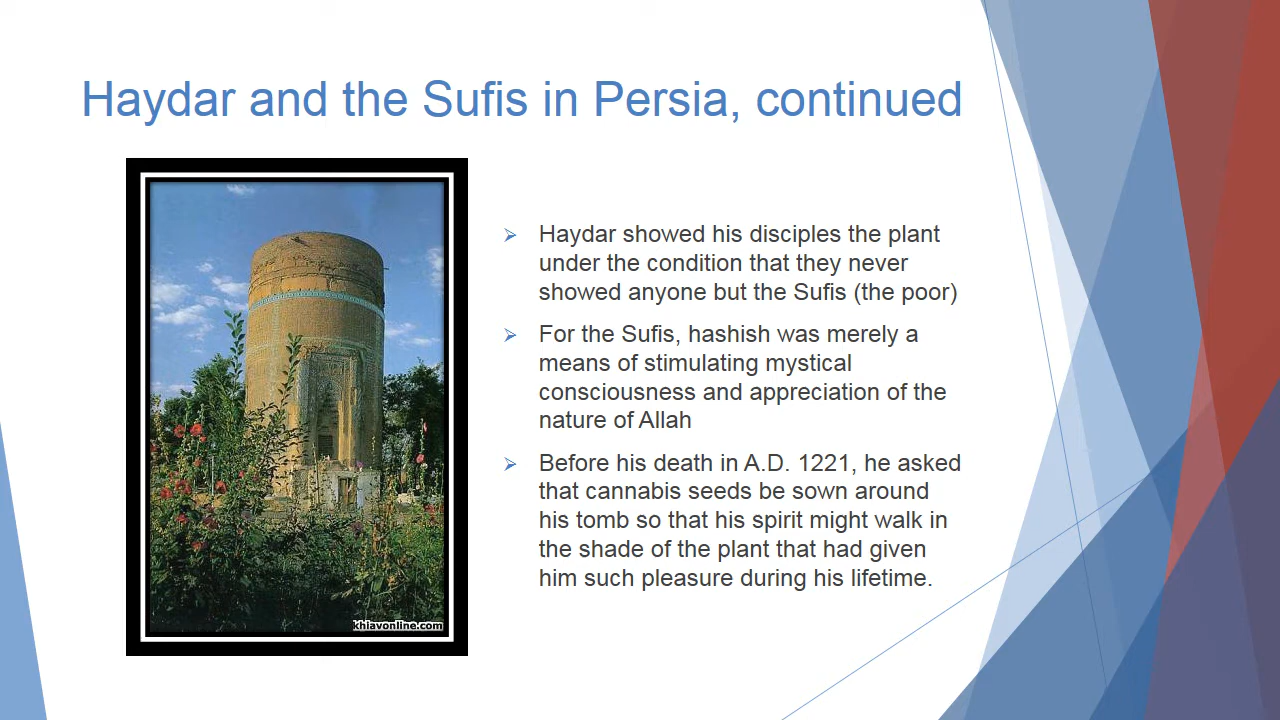 Haydar and the Sufis in Persia, continued
Haydar showed his disciples the plant
under the condition that they never
showed anyone but the Sufis (the poor)
For the Sufis, hashish was merely a
means of stimulating mystical
consciousness and appreciation of the
nature of Allah
Before his death in A.D. 1221, he asked
that cannabis seeds be sown around
his tomb so that his spirit might walk in
the shade of the plant that had given
him such pleasure during his lifetime.
khiavonline.com